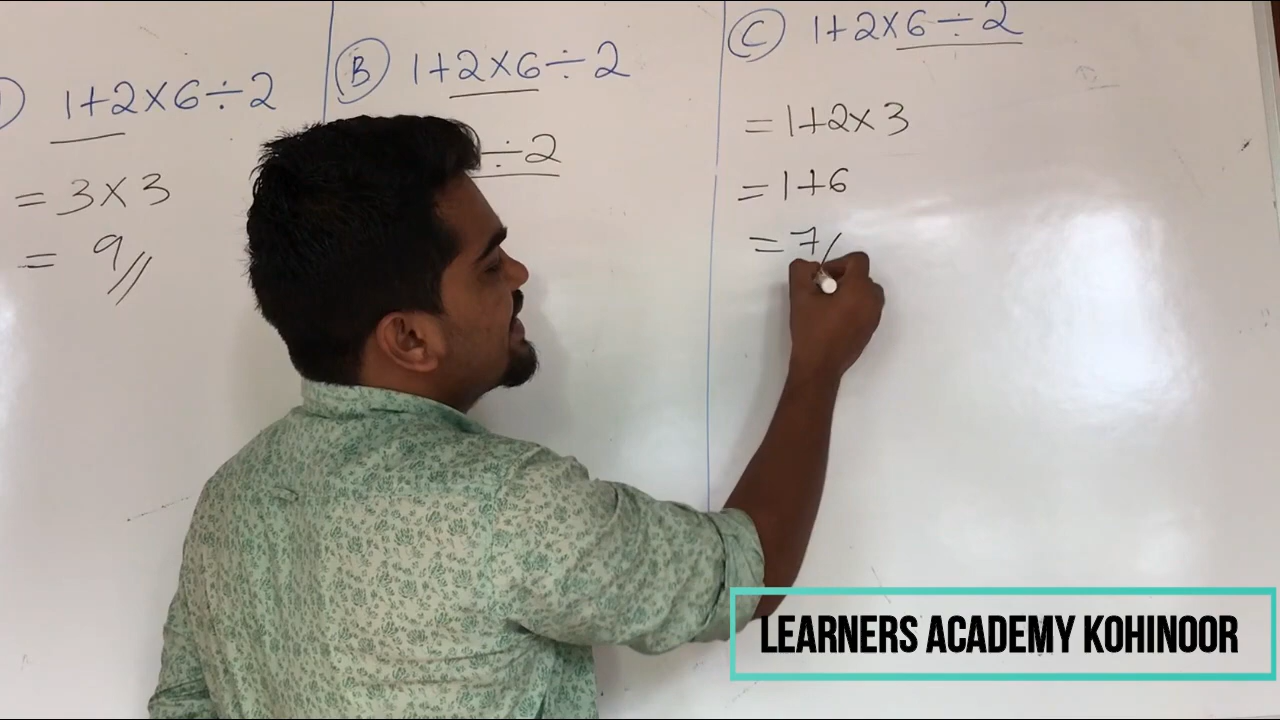 1+2×6÷2
= 3×3
= 9//
B 1+2×6÷2
÷2
C 1+2×6÷2
= 1+2×3
= 1+6
= 7/
LEARNERS ACADEMY KOHINOOR